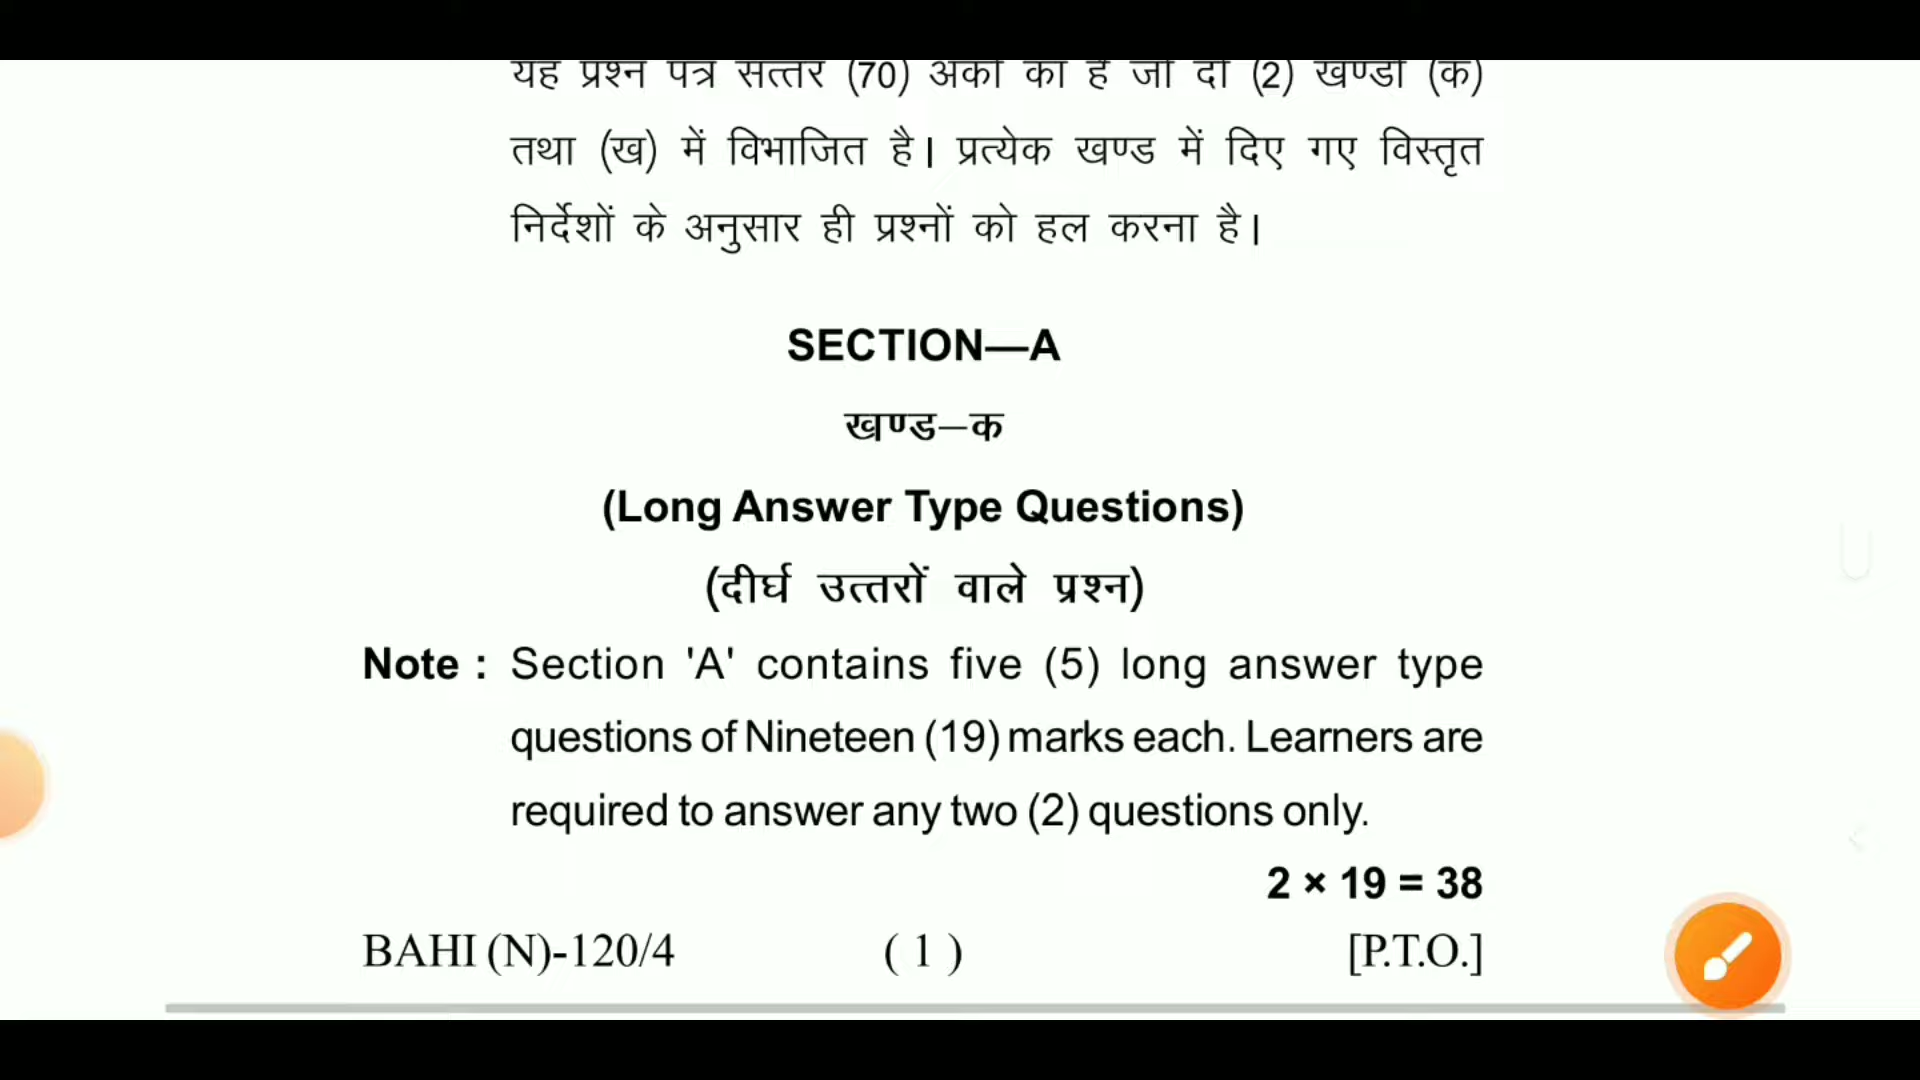 यह प्रश्न पत्र सत्तर (70) अंकों का है जो दो (2) खण्डों (क)
तथा (ख) में विभाजित है। प्रत्येक खण्ड में दिए गए विस्तृत
निर्देशों के अनुसार ही प्रश्नों को हल करना है।
SECTION—A
खण्ड–क
(Long Answer Type Questions)
(दीर्घ उत्तरों वाले प्रश्न)
Note : Section 'A' contains five (5) long answer type
questions of Nineteen (19) marks each. Learners are
required to answer any two (2) questions only.
2 × 19 = 38
BAHI (N)-120/4 ( 1 ) [P.T.O.]